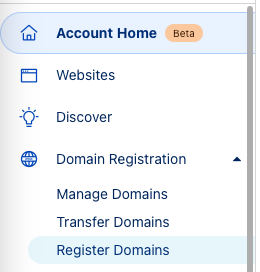 Account Home Beta
Websites
Discover
Domain Registration
Manage Domains
Transfer Domains
Register Domains